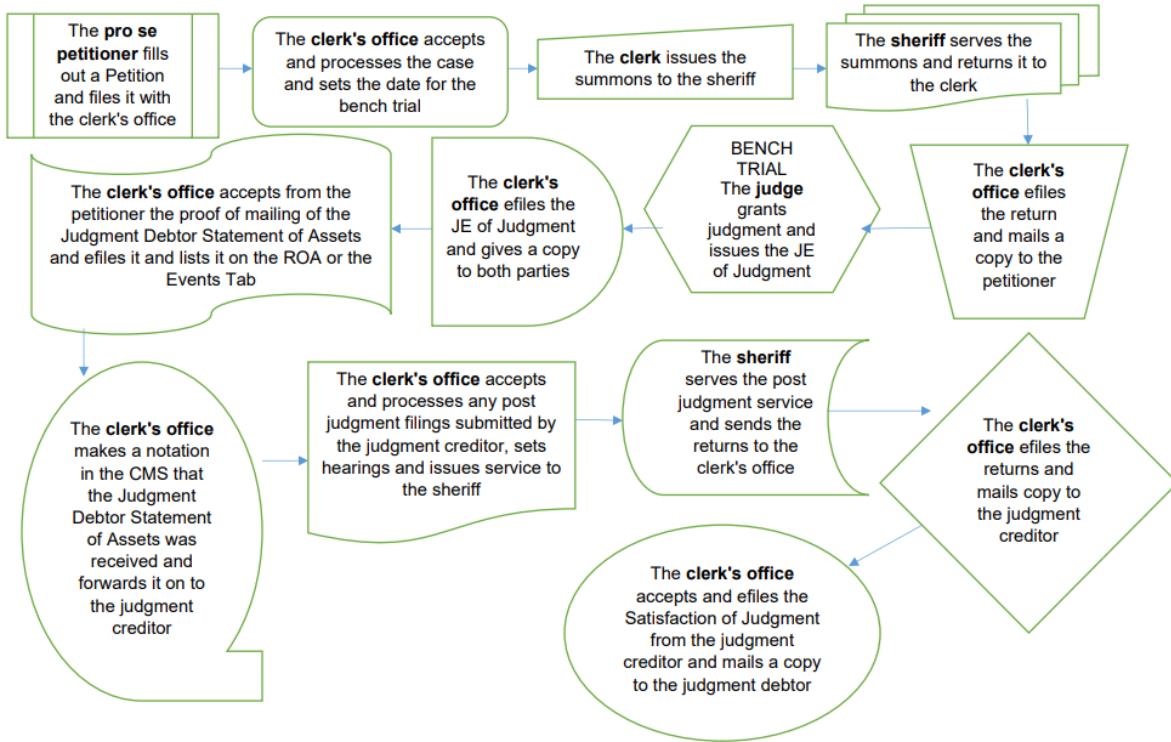 The pro se
petitioner fills
out a Petition
and files it with
the clerk's office
The clerk's office accepts
and processes the case
and sets the date for the
bench trial
The clerk issues the
summons to the sheriff
The sheriff serves the
summons and returns it to
the clerk
The clerk's
office efiles
the return
and mails a
copy to the
petitioner
BENCH
TRIAL
The judge
grants
judgment and
issues the JE
of Judgment
The clerk's
office efiles the
JE of Judgment
and gives a copy
to both parties
The clerk's office accepts from the
petitioner the proof of mailing of the
Judgment Debtor Statement of Assets
and efiles it and lists it on the ROA or the
Events Tab
The clerk's office
makes a notation
in the CMS that
the Judgment
Debtor Statement
of Assets was
received and
forwards it on to
the judgment
creditor
The clerk's office accepts
and processes any post
judgment filings submitted by
the judgment creditor, sets
hearings and issues service to
the sheriff
The sheriff
serves the post
judgment service
and sends the
returns to the
clerk's office
The clerk's
office efiles the
returns and
mails copy to
the judgment
creditor
The clerk's office
accepts and efiles the
Satisfaction of Judgment
from the judgment
creditor and mails a copy
to the judgment debtor